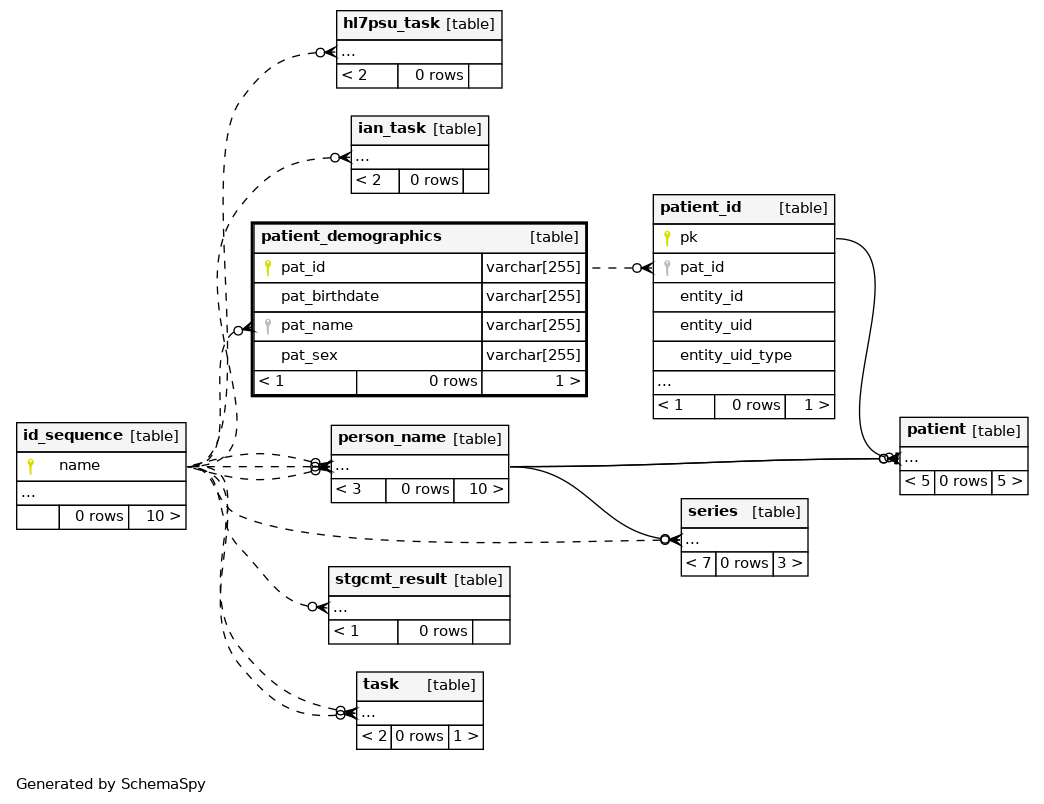 hl7psu_task [table]
...
< 2 0 rows
ian_task [table]
...
< 2 0 rows
patient_demographics [table]
pat_id varchar[255]
pat_birthdate varchar[255]
pat_name varchar[255]
pat_sex varchar[255]
< 1 0 rows 1 >
patient_id [table]
pk
pat_id
entity_id
entity_uid
entity_uid_type
...
< 1 0 rows 1 >
id_sequence [table]
name
...
0 rows 10 >
person_name [table]
...
< 3 0 rows 10 >
patient [table]
...
< 5 0 rows 5 >
series [table]
...
< 7 0 rows 3 >
stgcmt_result [table]
...
< 1 0 rows
task [table]
...
< 2 0 rows 1 >
Generated by SchemaSpy